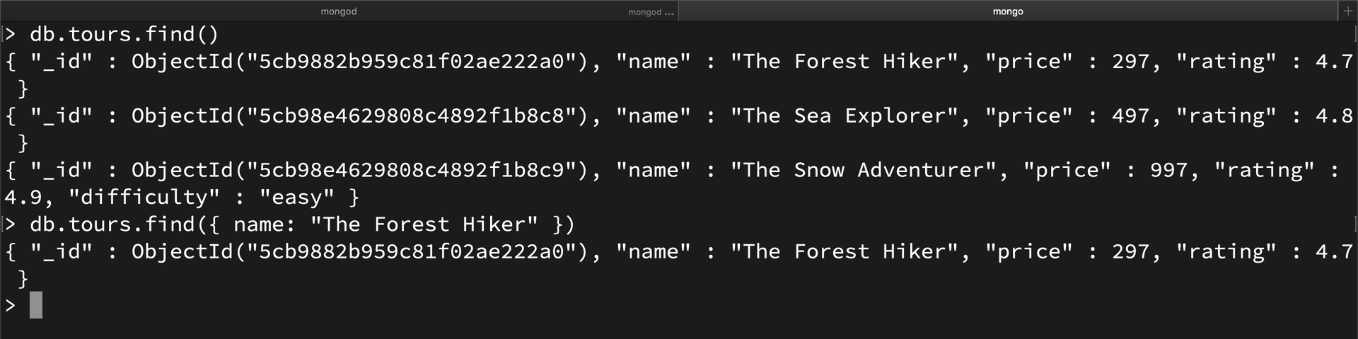 mongod mongod ... mongo +
> db.tours.find()
{ "_id" : ObjectId("5cb9882b959c81f02ae222a0"), "name" : "The Forest Hiker", "price" : 297, "rating" : 4.7
}
{ "_id" : ObjectId("5cb98e4629808c4892f1b8c8"), "name" : "The Sea Explorer", "price" : 497, "rating" : 4.8
}
{ "_id" : ObjectId("5cb98e4629808c4892f1b8c9"), "name" : "The Snow Adventurer", "price" : 997, "rating" :
4.9, "difficulty" : "easy" }
> db.tours.find({ name: "The Forest Hiker" })
{ "_id" : ObjectId("5cb9882b959c81f02ae222a0"), "name" : "The Forest Hiker", "price" : 297, "rating" : 4.7
}
>